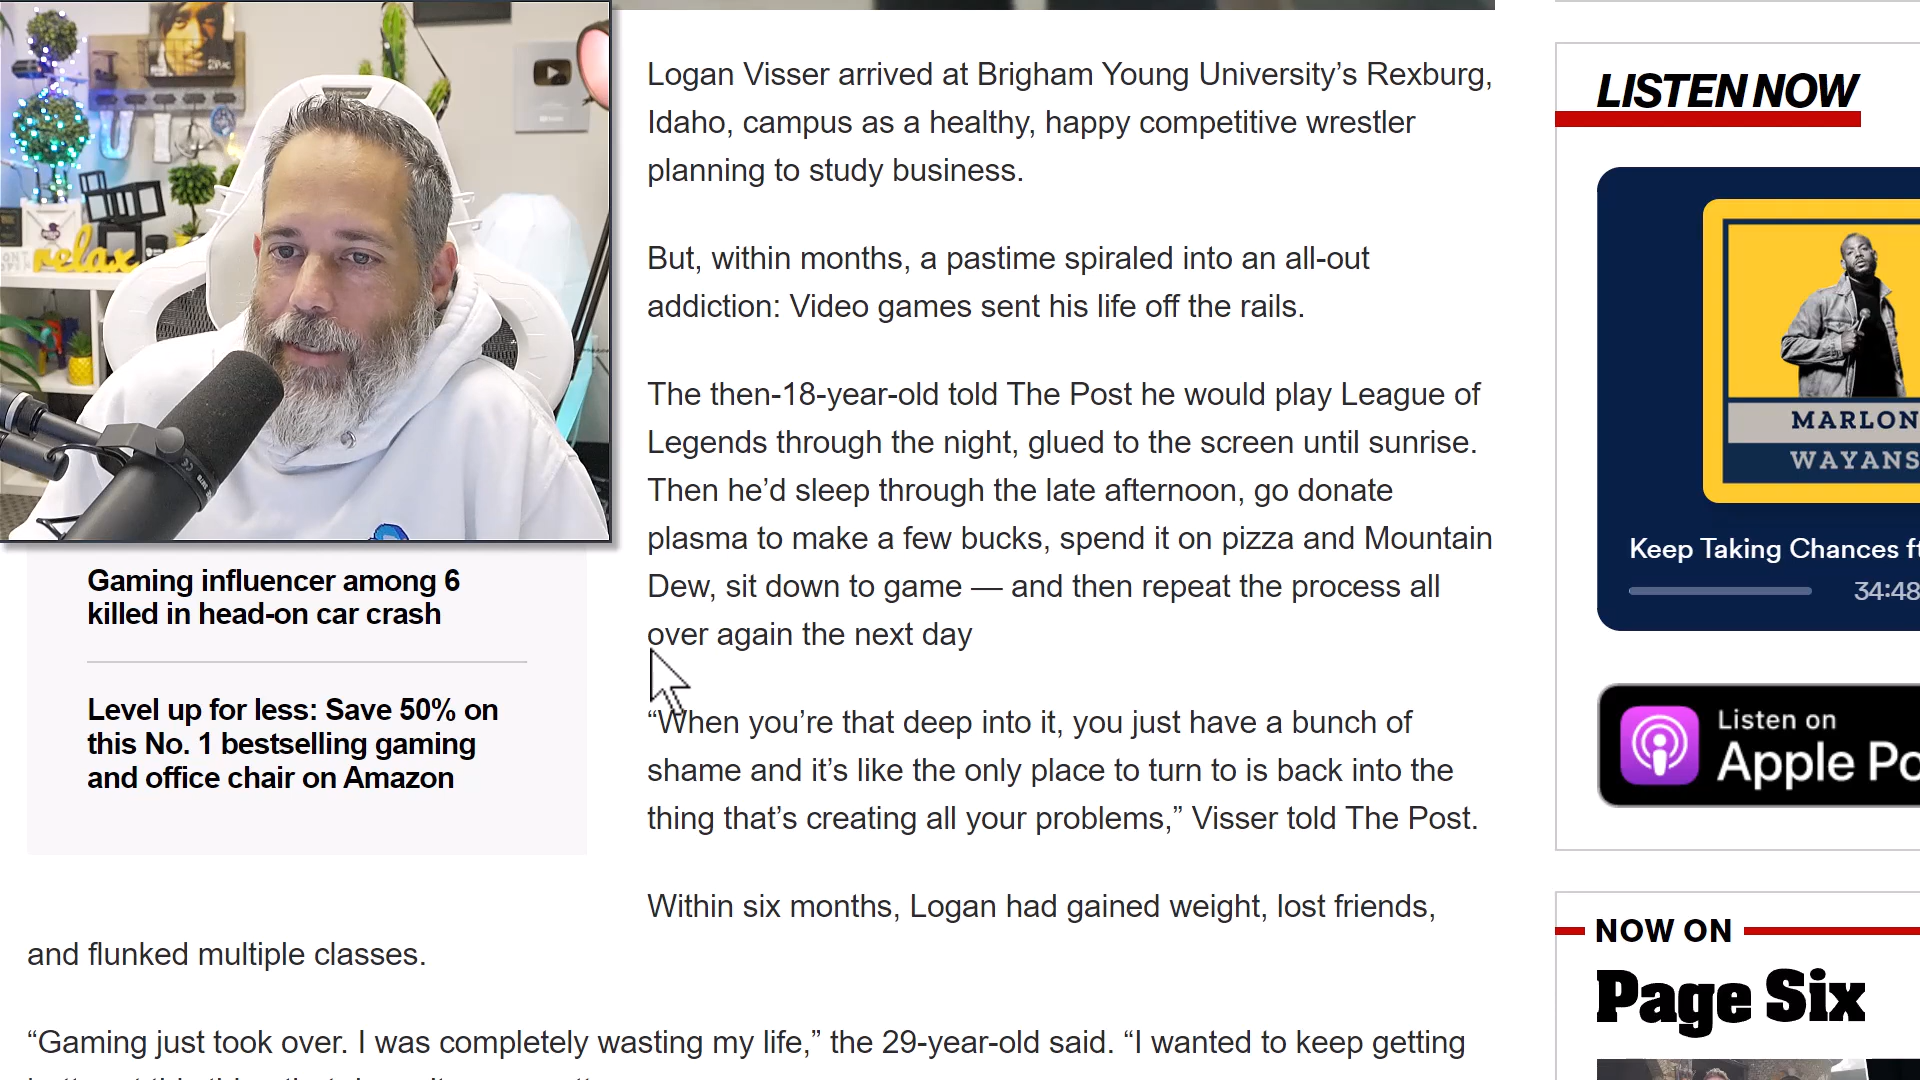 Logan Visser arrived at Brigham Young University’s Rexburg,
Idaho, campus as a healthy, happy competitive wrestler
planning to study business.
But, within months, a pastime spiraled into an all-out
addiction: Video games sent his life off the rails.
The then-18-year-old told The Post he would play League of
Legends through the night, glued to the screen until sunrise.
Then he’d sleep through the late afternoon, go donate
plasma to make a few bucks, spend it on pizza and Mountain
Dew, sit down to game — and then repeat the process all
over again the next day
“When you’re that deep into it, you just have a bunch of
shame and it’s like the only place to turn to is back into the
thing that’s creating all your problems,” Visser told The Post.
Within six months, Logan had gained weight, lost friends,
and flunked multiple classes.
“Gaming just took over. I was completely wasting my life,” the 29-year-old said. “I wanted to keep getting
relax
Gaming influencer among 6
killed in head-on car crash
Level up for less: Save 50% on
this No. 1 bestselling gaming
and office chair on Amazon
LISTEN NOW
MARLON
WAYANS
Keep Taking Chances f
34:48
Listen on
Apple Po
NOW ON
Page Six